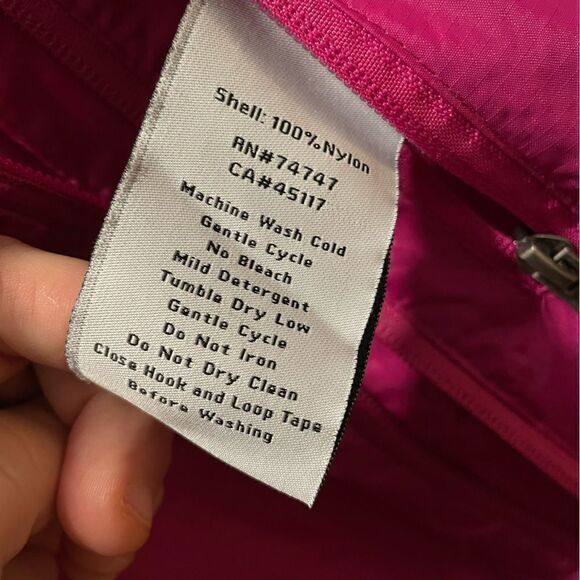 Shell: 100% Nylon
RN#74747
CA#45117
Machine Wash Cold
Gentle Cycle
No Bleach
Mild Detergent
Tumble Dry Low
Gentle Cycle
Do Not Iron
Do Not Dry Clean
Close Hook and Loop Tape
Before Washing